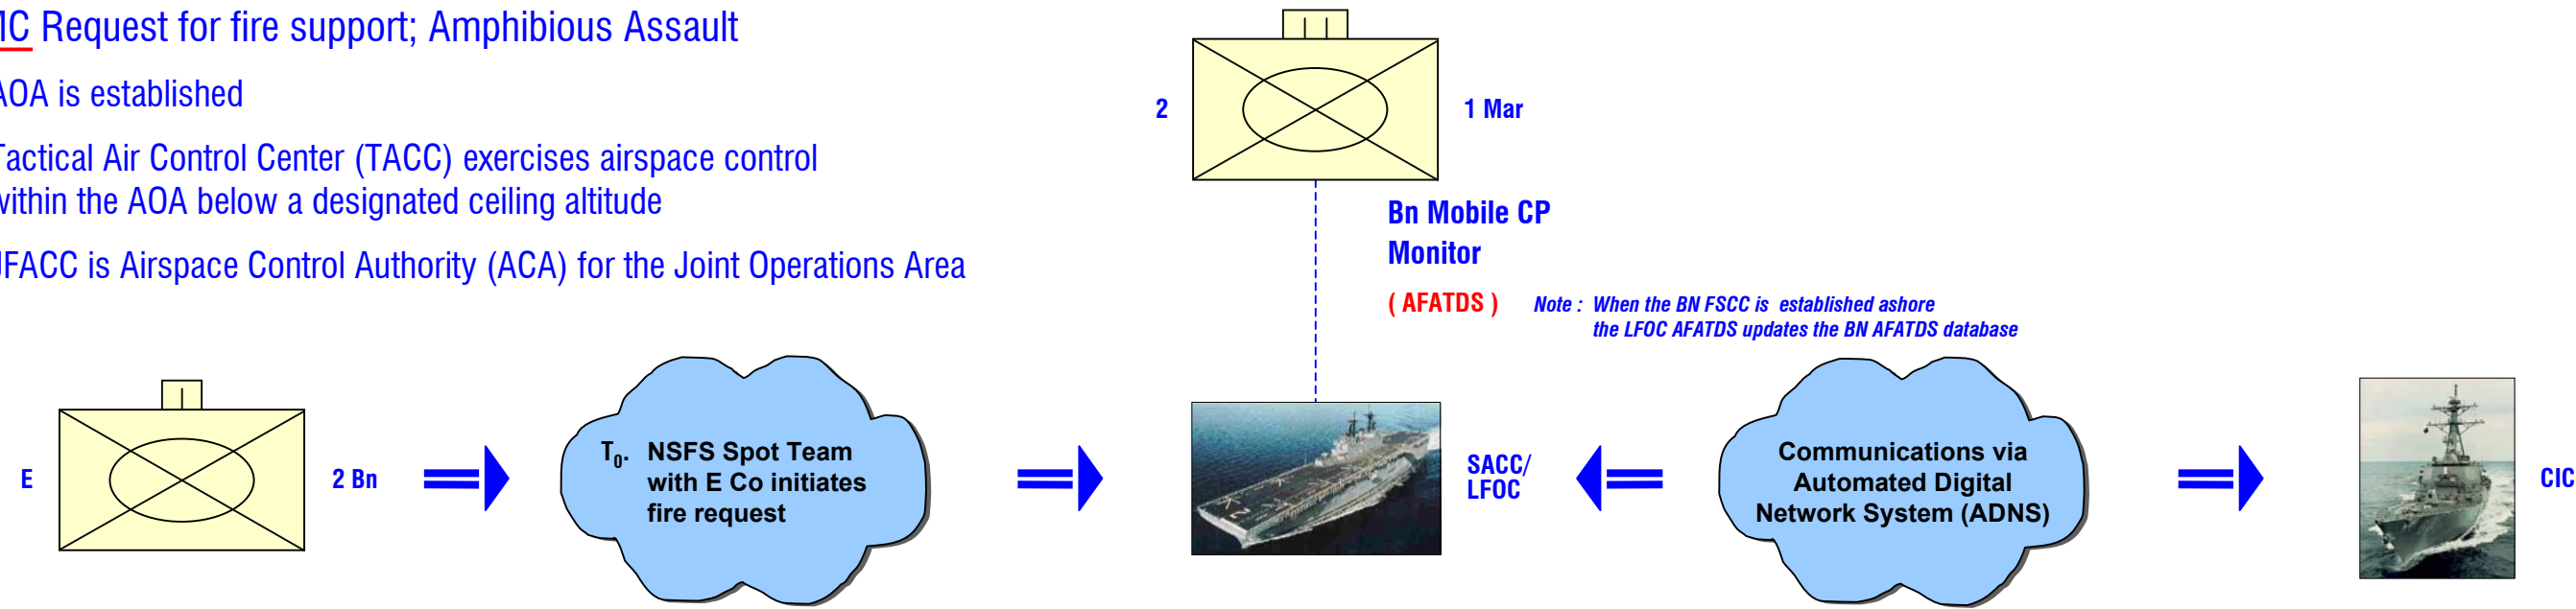 MC Request for fire support; Amphibious Assault
AOA is established
Tactical Air Control Center (TACC) exercises airspace control
within the AOA below a designated ceiling altitude
JFACC is Airspace Control Authority (ACA) for the Joint Operations Area
2
1 Mar
Bn Mobile CP
Monitor
( AFATDS )
Note : When the BN FSCC is established ashore
the LFOC AFATDS updates the BN AFATDS database
E
2 Bn
T0. NSFS Spot Team
with E Co initiates
fire request
SACC/
LFOC
Communications via
Automated Digital
Network System (ADNS)
CIC